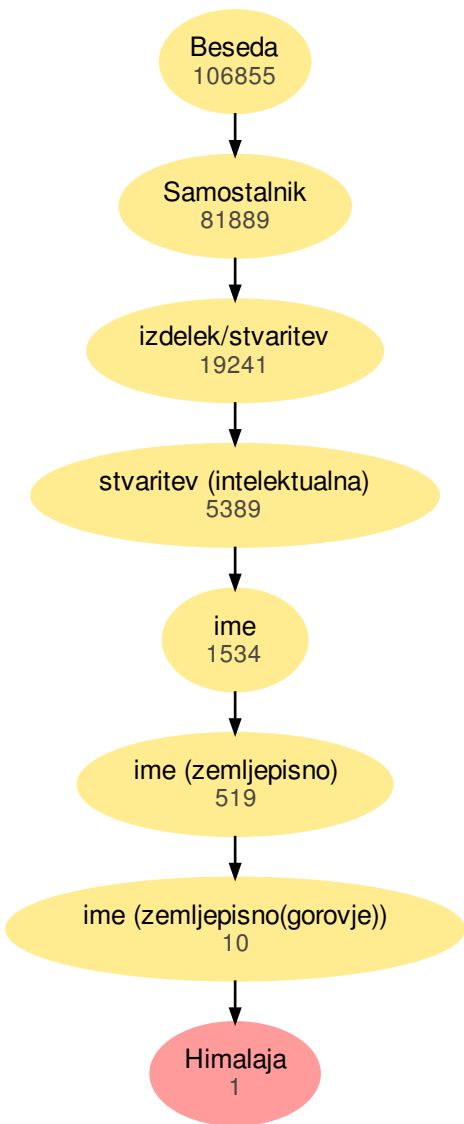 Beseda
106855
Samostalnik
81889
izdelek/stvaritev
19241
stvaritev (intelektualna)
5389
ime
1534
ime (zemljepisno)
519
ime (zemljepisno(gorovje))
10
Himalaja
1